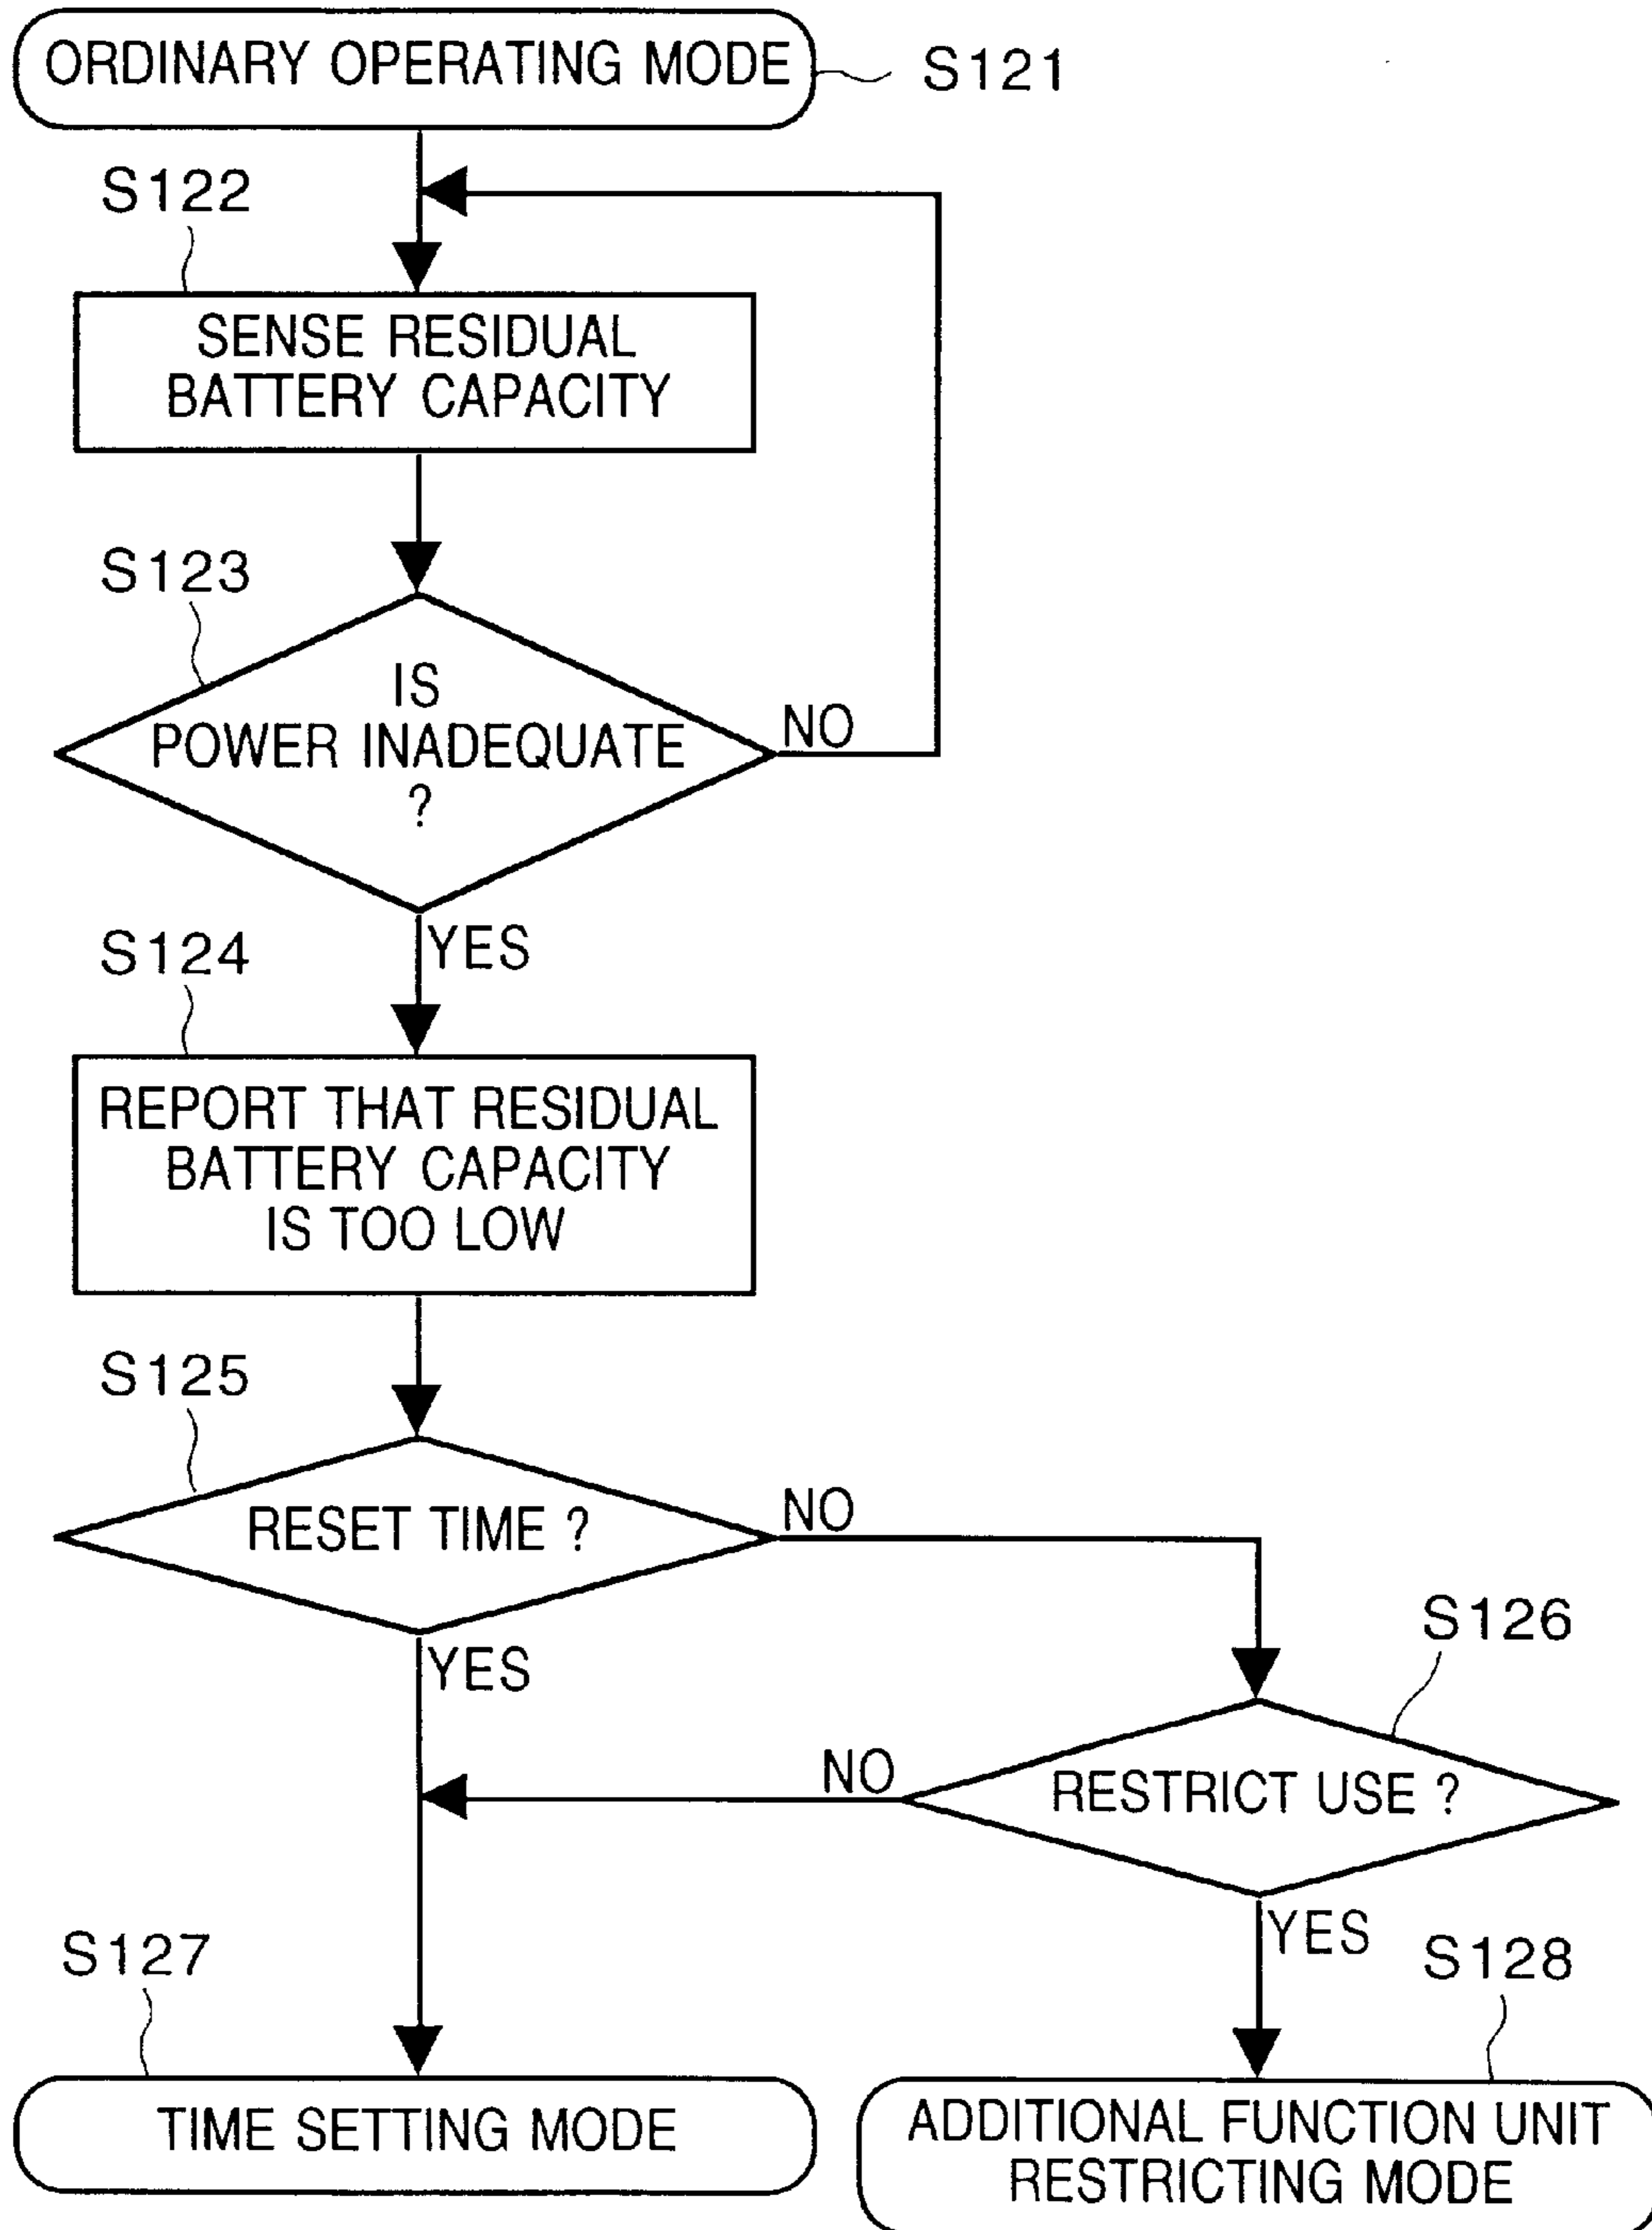 ORDINARY OPERATING MODE
S121
S122
SENSE RESIDUAL
BATTERY CAPACITY
S123
IS
POWER INADEQUATE
?
NO
YES
S124
REPORT THAT RESIDUAL
BATTERY CAPACITY
IS TOO LOW
S125
RESET TIME ?
NO
YES
S126
RESTRICT USE ?
NO
YES
S127
TIME SETTING MODE
S128
ADDITIONAL FUNCTION UNIT
RESTRICTING MODE